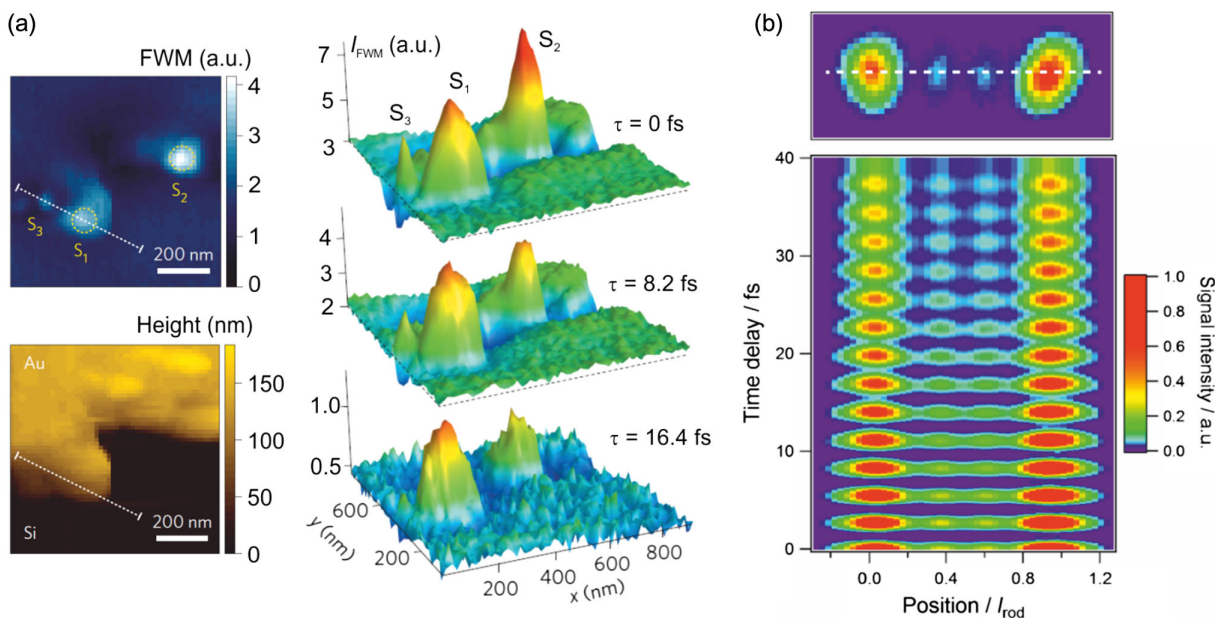 (a)
FWM (a.u.)
4
3
2
1
0
S2
S3
S1
200 nm
Height (nm)
Au
150
100
50
0
200 nm
Si
IFWM (a.u.)
7
5
3
S3
S1
S2
τ = 0 fs
4
3
2
τ = 8.2 fs
1.0
0.5
τ = 16.4 fs
600
200
y (nm)
200
400
600
800
x (nm)
(b)
40
30
20
10
0
Time delay / fs
0.0
0.4
0.8
1.2
Position / lrod
1.0
0.8
0.6
0.4
0.2
0.0
Signal intensity / a.u.